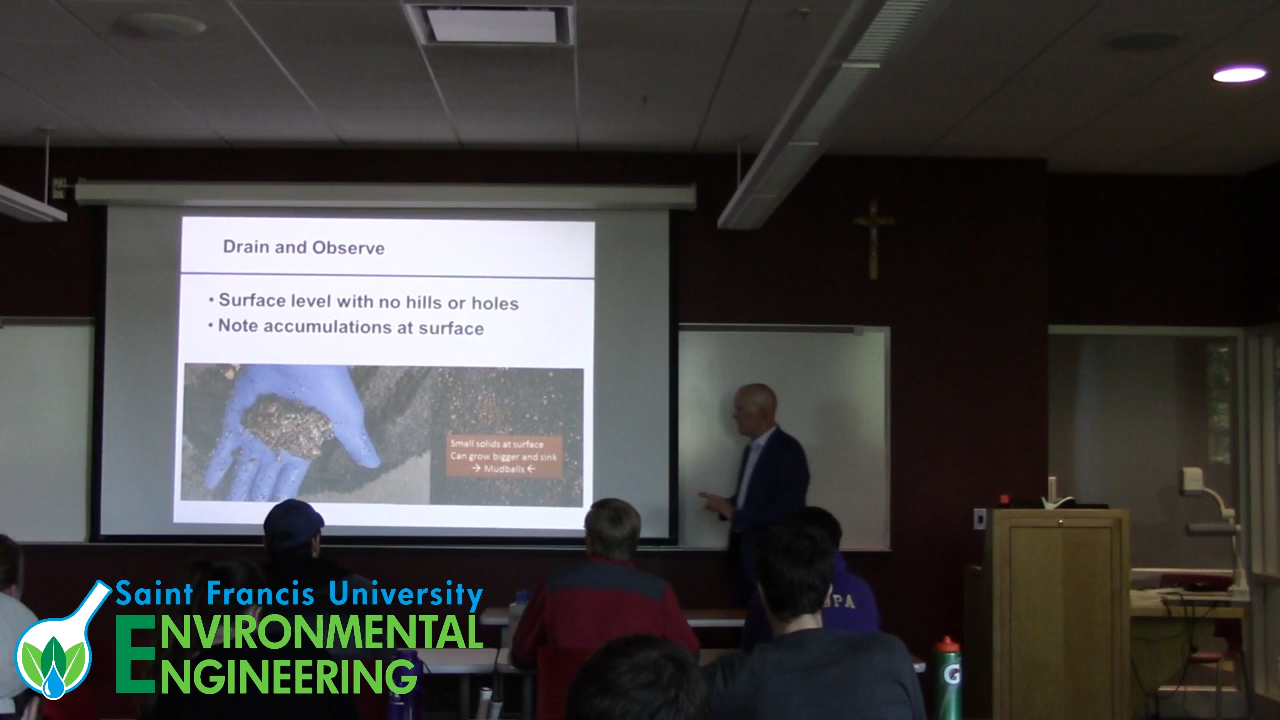 Drain and Observe
• Surface level with no hills or holes
• Note accumulations at surface
Small solids at surface
Can grow bigger and sink
→ Mudballs ←
PA
G
Saint Francis University
ENVIRONMENTAL
ENGINEERING